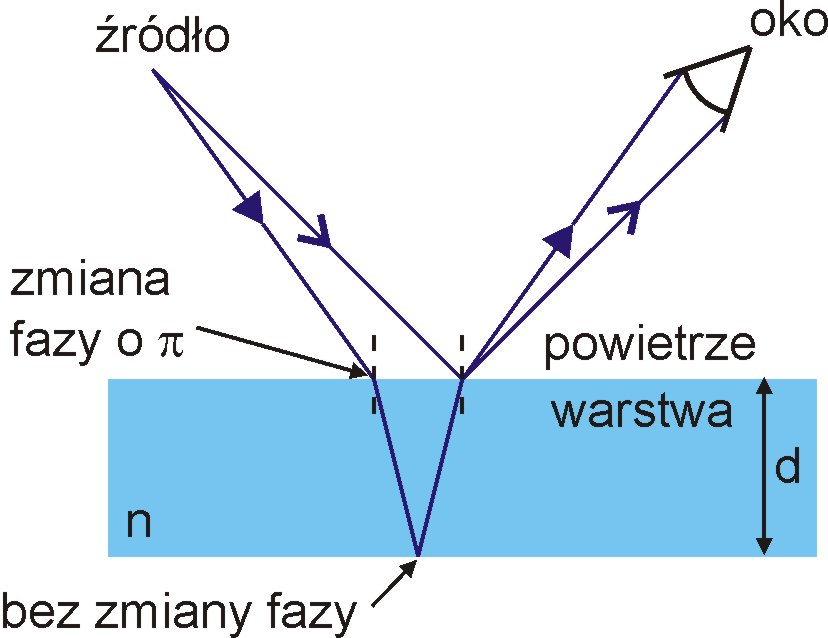 źródło
oko
zmiana
fazy o π
powietrze
warstwa
d
n
bez zmiany fazy